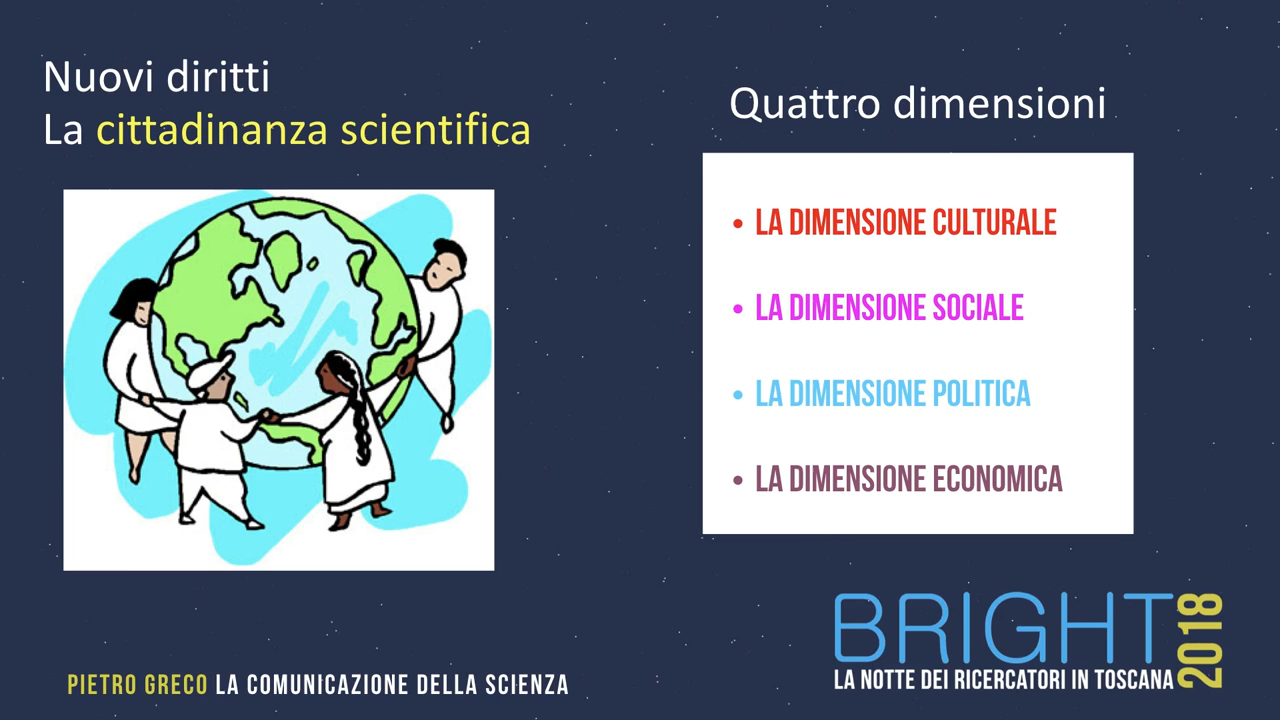 Nuovi diritti
La cittadinanza scientifica
Quattro dimensioni
• LA DIMENSIONE CULTURALE
• LA DIMENSIONE SOCIALE
• LA DIMENSIONE POLITICA
• LA DIMENSIONE ECONOMICA
PIETRO GRECO LA COMUNICAZIONE DELLA SCIENZA
BRIGHT
2018
LA NOTTE DEI RICERCATORI IN TOSCANA